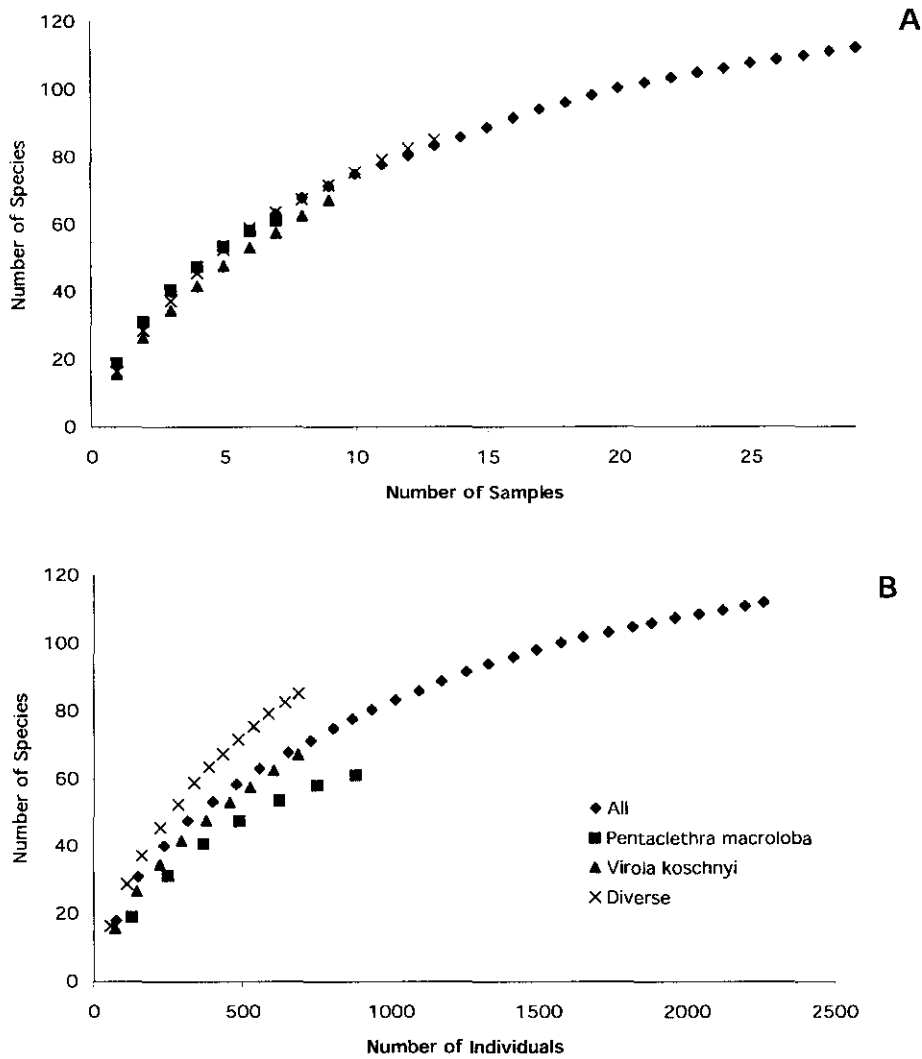 A
120
100
80
60
40
20
0
Number of Species
0 5 10 15 20 25
Number of Samples
B
120
100
80
60
40
20
0
Number of Species
All
Pentaclethra macroloba
Virola koschnyi
Diverse
0 500 1000 1500 2000 2500
Number of Individuals